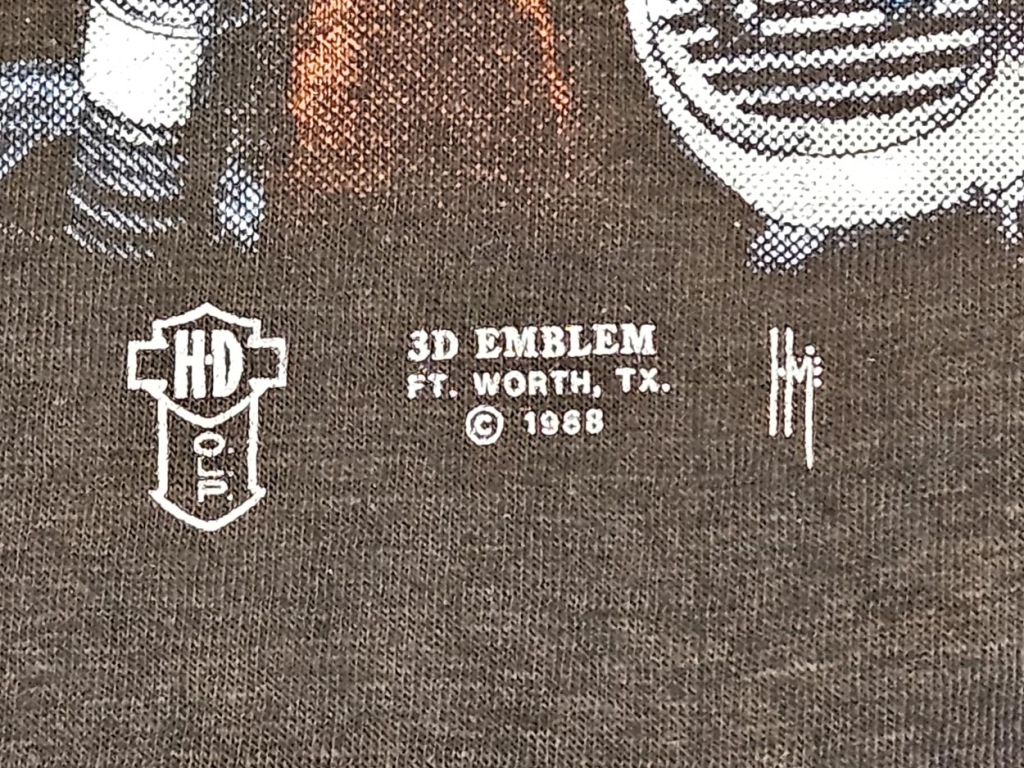 H-D
O.L.P.
3D EMBLEM
FT. WORTH, TX.
© 1988